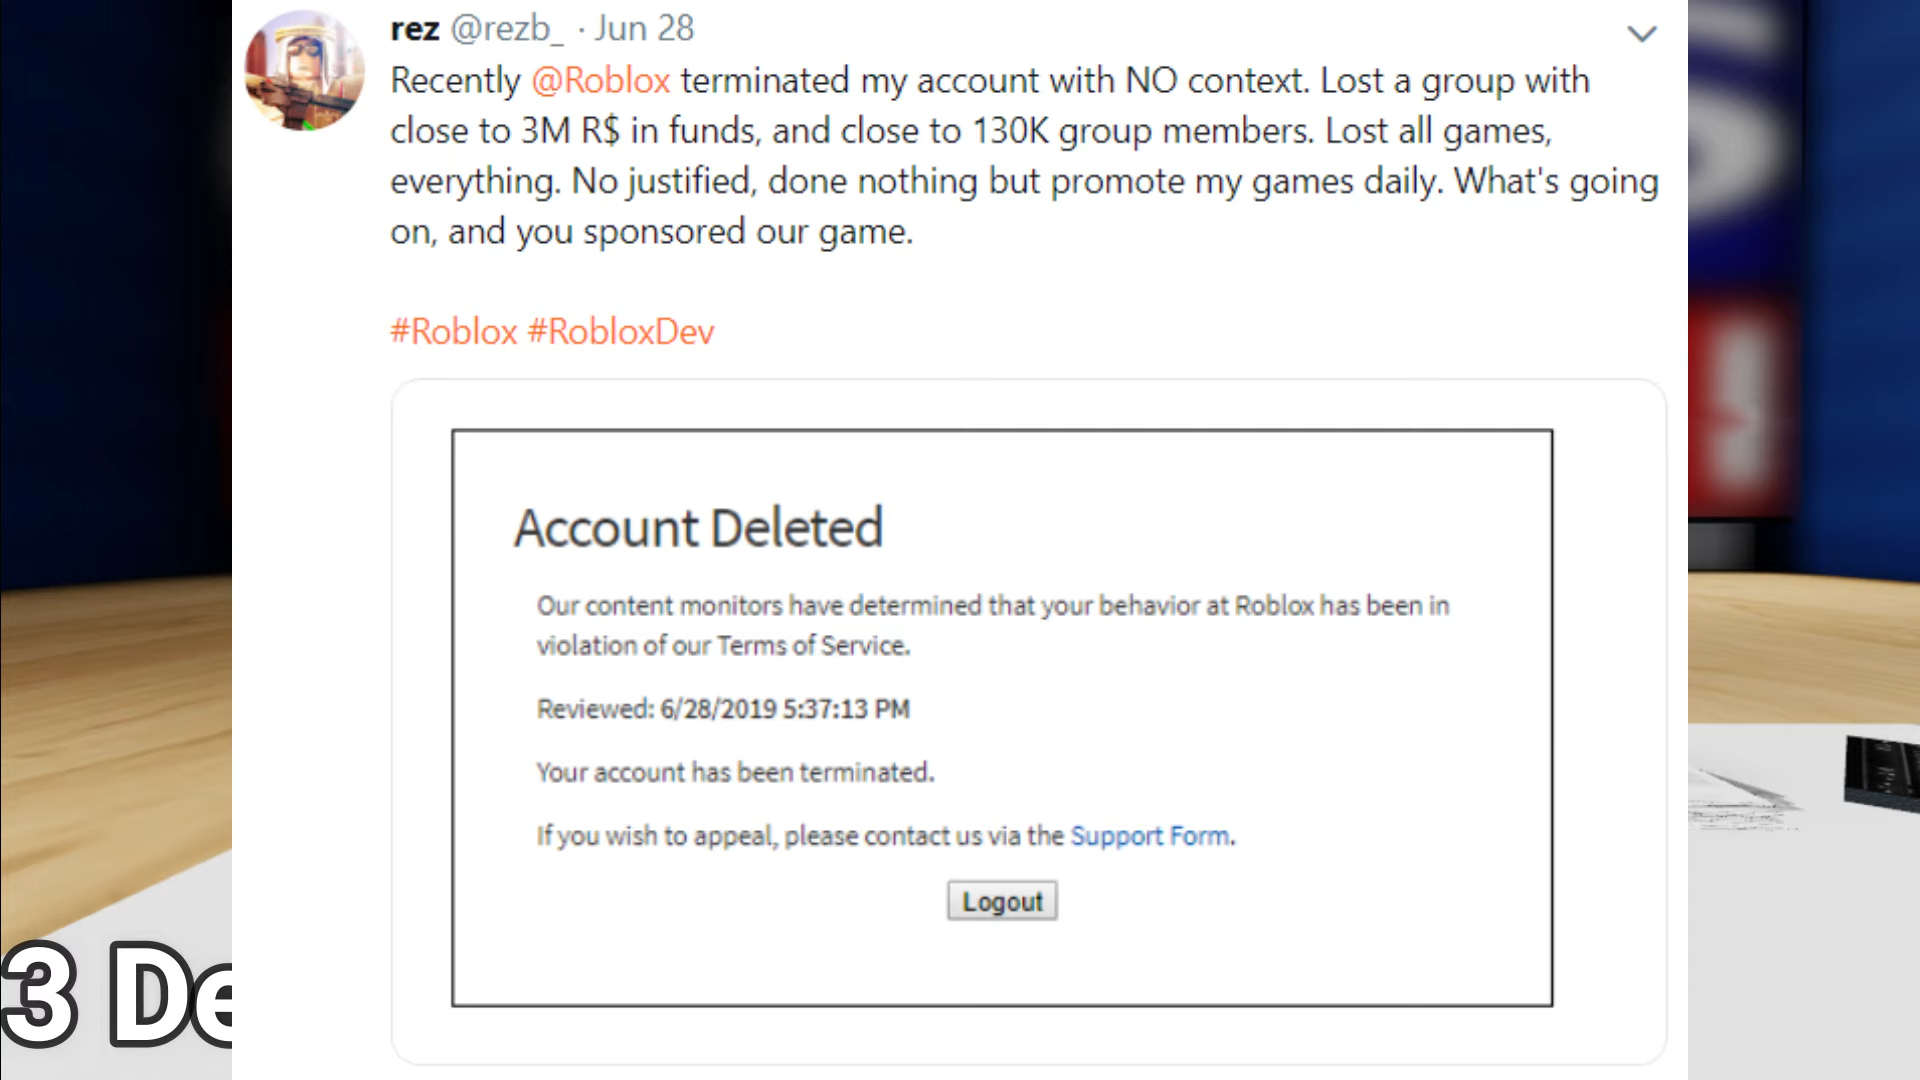 rez @rezb_ · Jun 28
Recently @Roblox terminated my account with NO context. Lost a group with
close to 3M R$ in funds, and close to 130K group members. Lost all games,
everything. No justified, done nothing but promote my games daily. What's going
on, and you sponsored our game.
#Roblox #RobloxDev
Account Deleted
Our content monitors have determined that your behavior at Roblox has been in
violation of our Terms of Service.
Reviewed: 6/28/2019 5:37:13 PM
Your account has been terminated.
If you wish to appeal, please contact us via the Support Form.
Logout
3 De